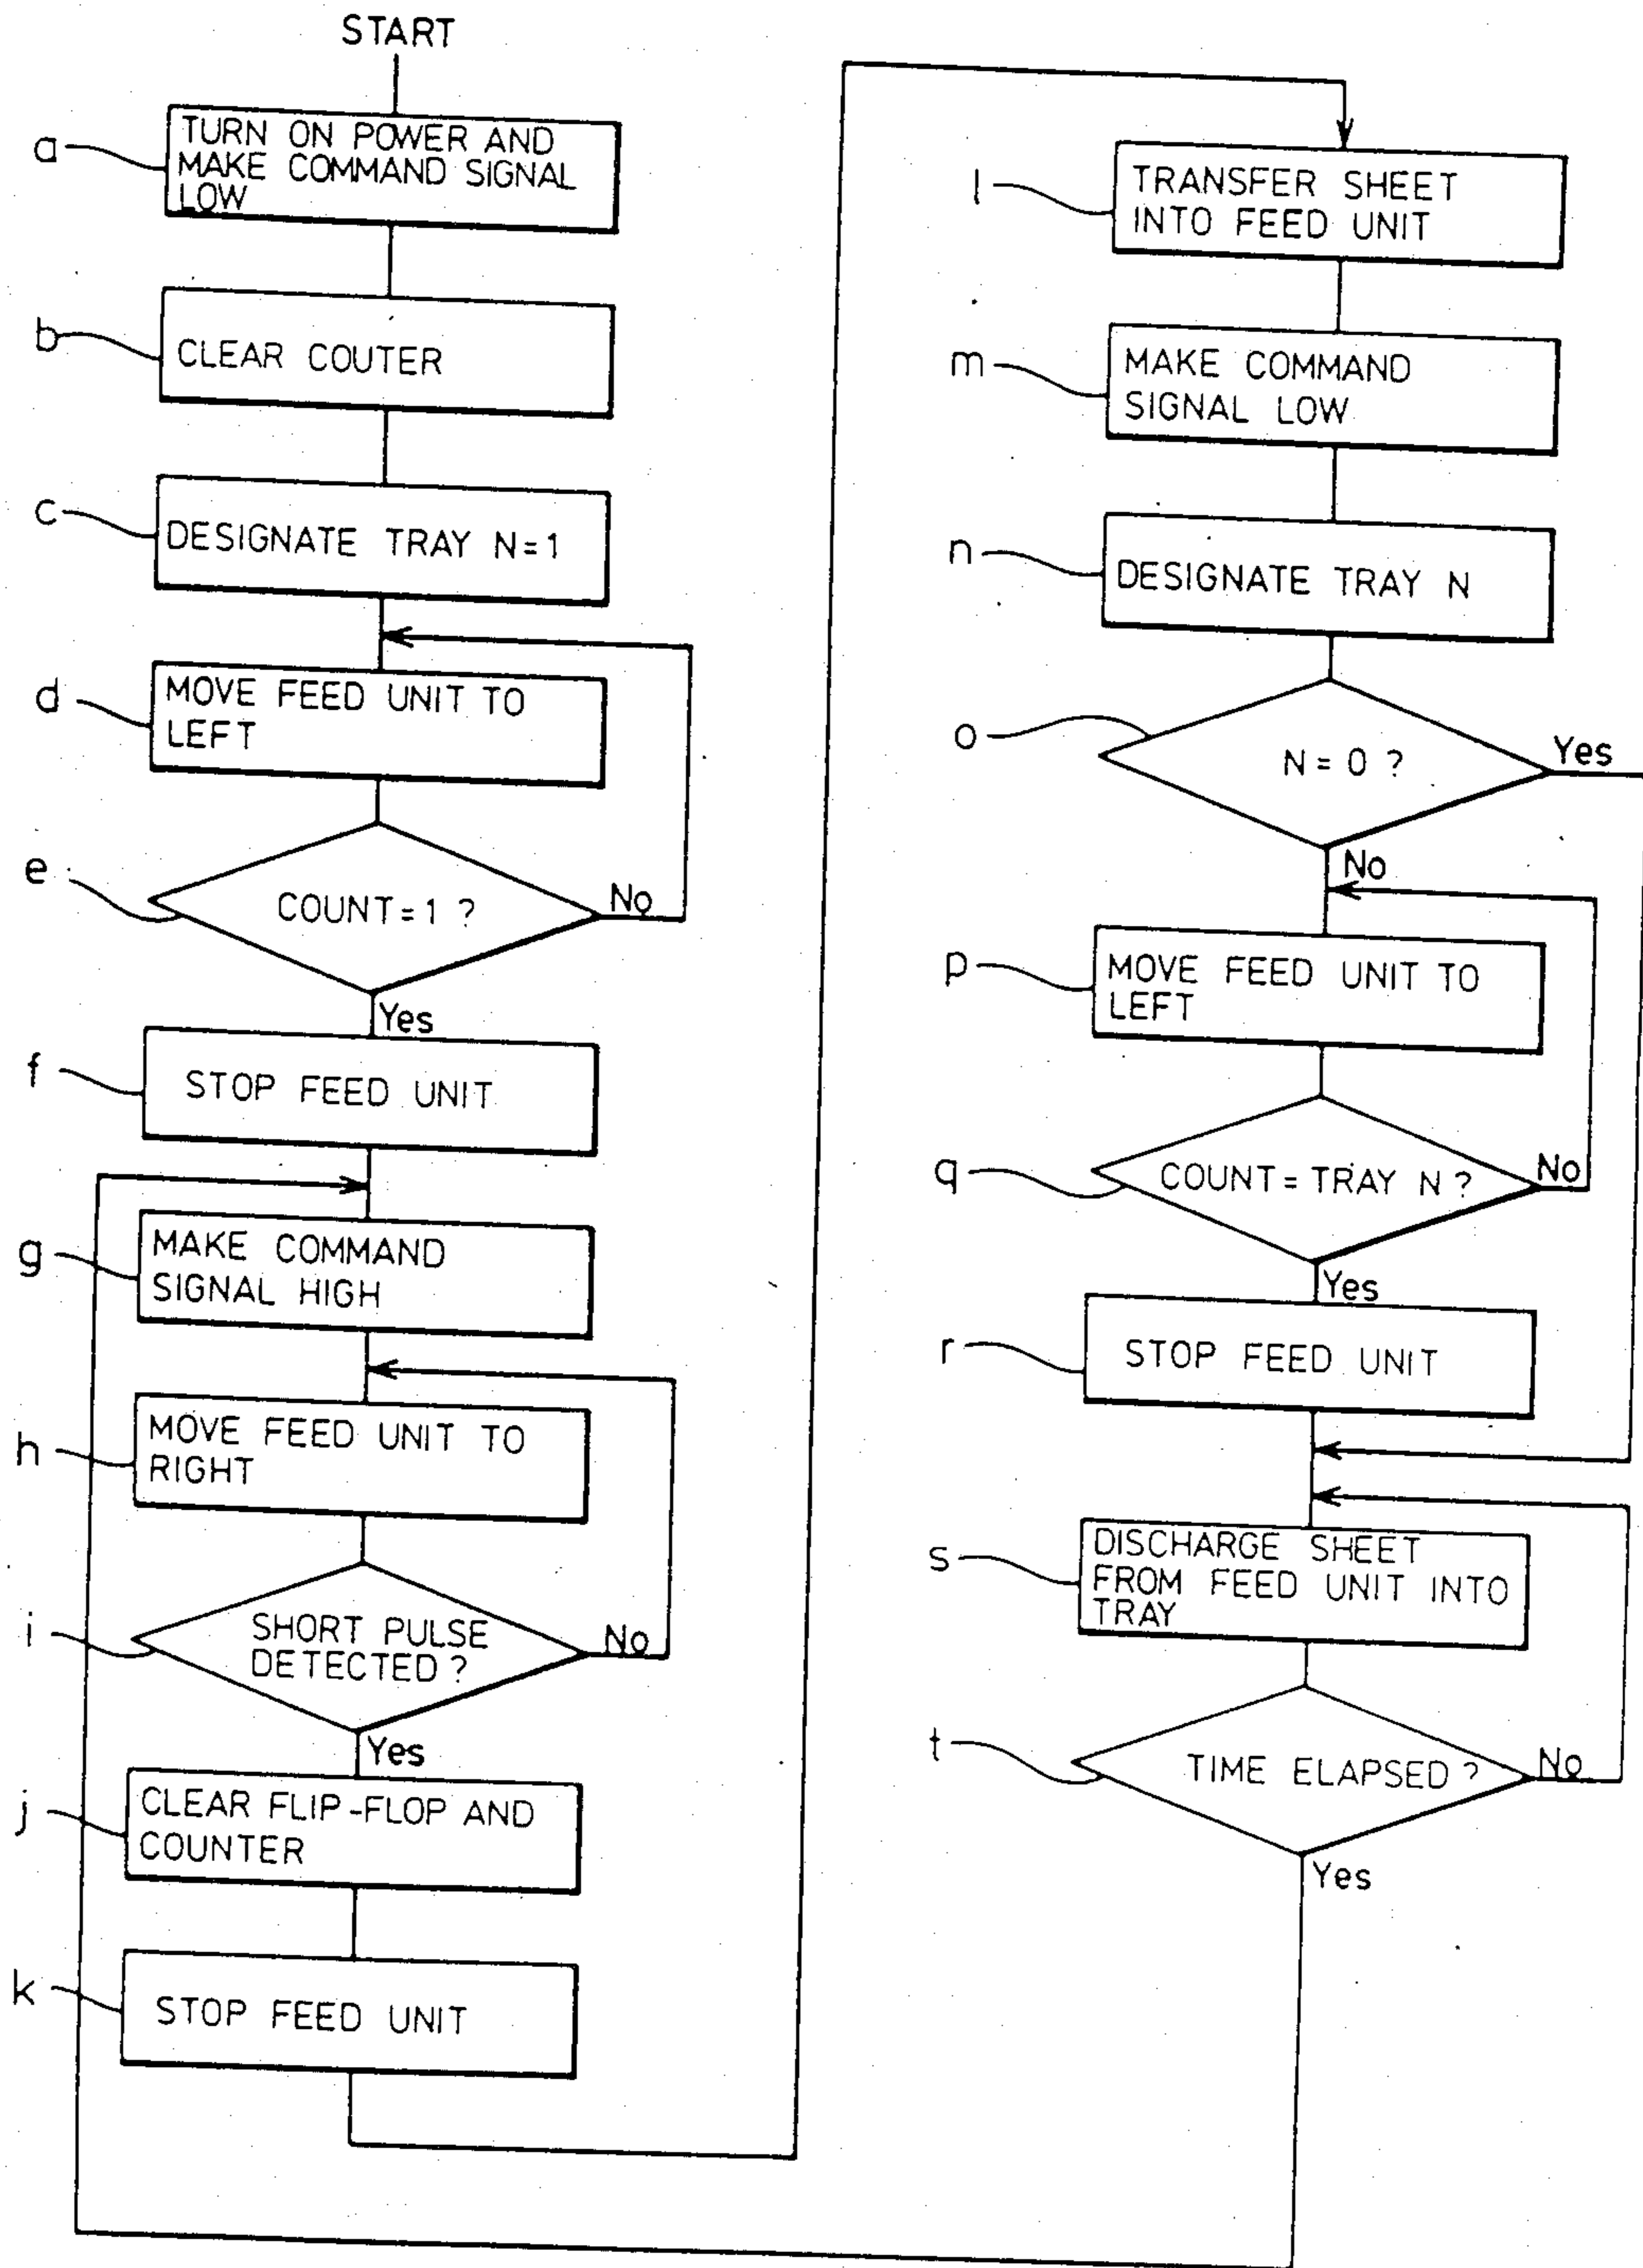 START
a
TURN ON POWER AND
MAKE COMMAND SIGNAL
LOW
b
CLEAR COUTER
c
DESIGNATE TRAY N=1
d
MOVE FEED UNIT TO
LEFT
e
COUNT=1 ?
No
Yes
f
STOP FEED UNIT
g
MAKE COMMAND
SIGNAL HIGH
h
MOVE FEED UNIT TO
RIGHT
i
SHORT PULSE
DETECTED ?
No
Yes
j
CLEAR FLIP-FLOP AND
COUNTER
k
STOP FEED UNIT
l
TRANSFER SHEET
INTO FEED UNIT
m
MAKE COMMAND
SIGNAL LOW
n
DESIGNATE TRAY N
o
N = 0 ?
Yes
No
p
MOVE FEED UNIT TO
LEFT
q
COUNT = TRAY N ?
No
Yes
r
STOP FEED UNIT
s
DISCHARGE SHEET
FROM FEED UNIT INTO
TRAY
t
TIME ELAPSED ?
No
Yes